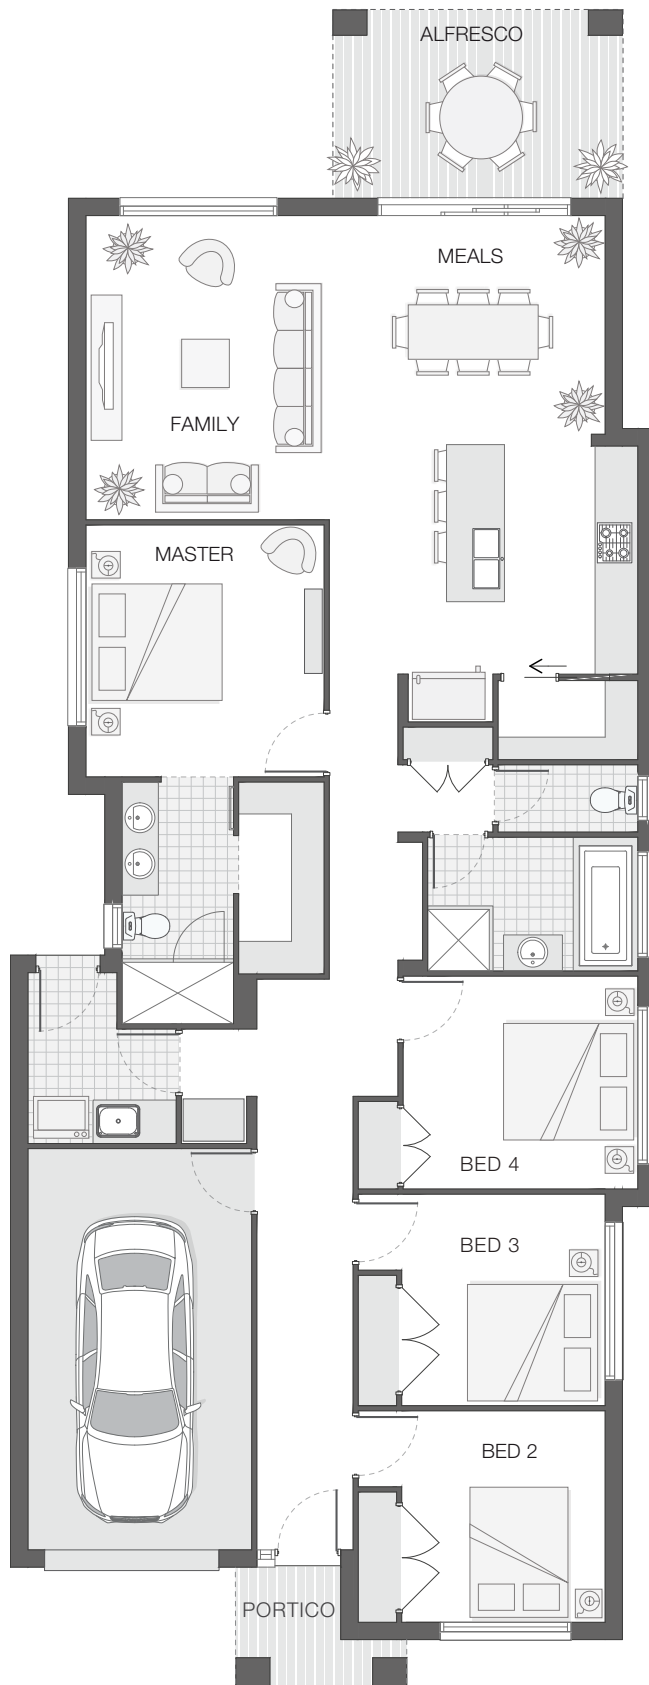 ALFRESCO
MEALS
FAMILY
MASTER
BED 4
BED 3
BED 2
PORTICO